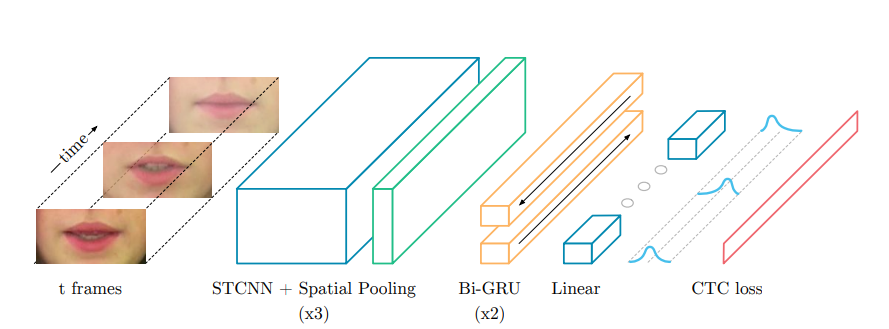 time
t frames
STCNN + Spatial Pooling
(x3)
Bi-GRU
(x2)
Linear
CTC loss